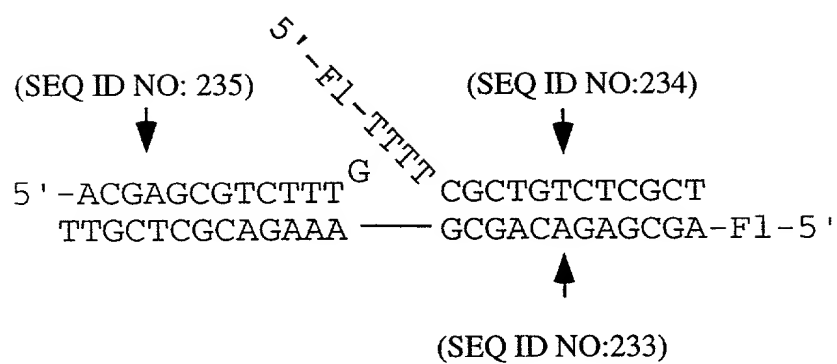 5'-Fl-TTTT
(SEQ ID NO: 235) (SEQ ID NO:234)
5'-ACGAGCGTCTTT G CGCTGTCTCGCT
TTGCTCGCAGAAA GCGACAGAGCGA-Fl-5'
(SEQ ID NO:233)